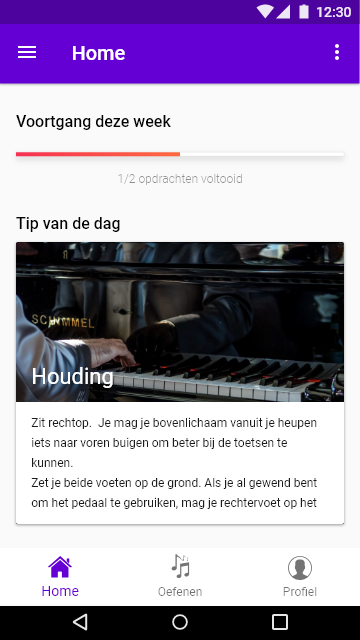 12:30
Home
Voortgang deze week
1/2 opdrachten voltooid
Tip van de dag
SCHIMMEL
Houding
Zit rechtop. Je mag je bovenlichaam vanuit je heupen
iets naar voren buigen om beter bij de toetsen te
kunnen.
Zet je beide voeten op de grond. Als je al gewend bent
om het pedaal te gebruiken, mag je rechtervoet op het
Home
Oefenen
Profiel